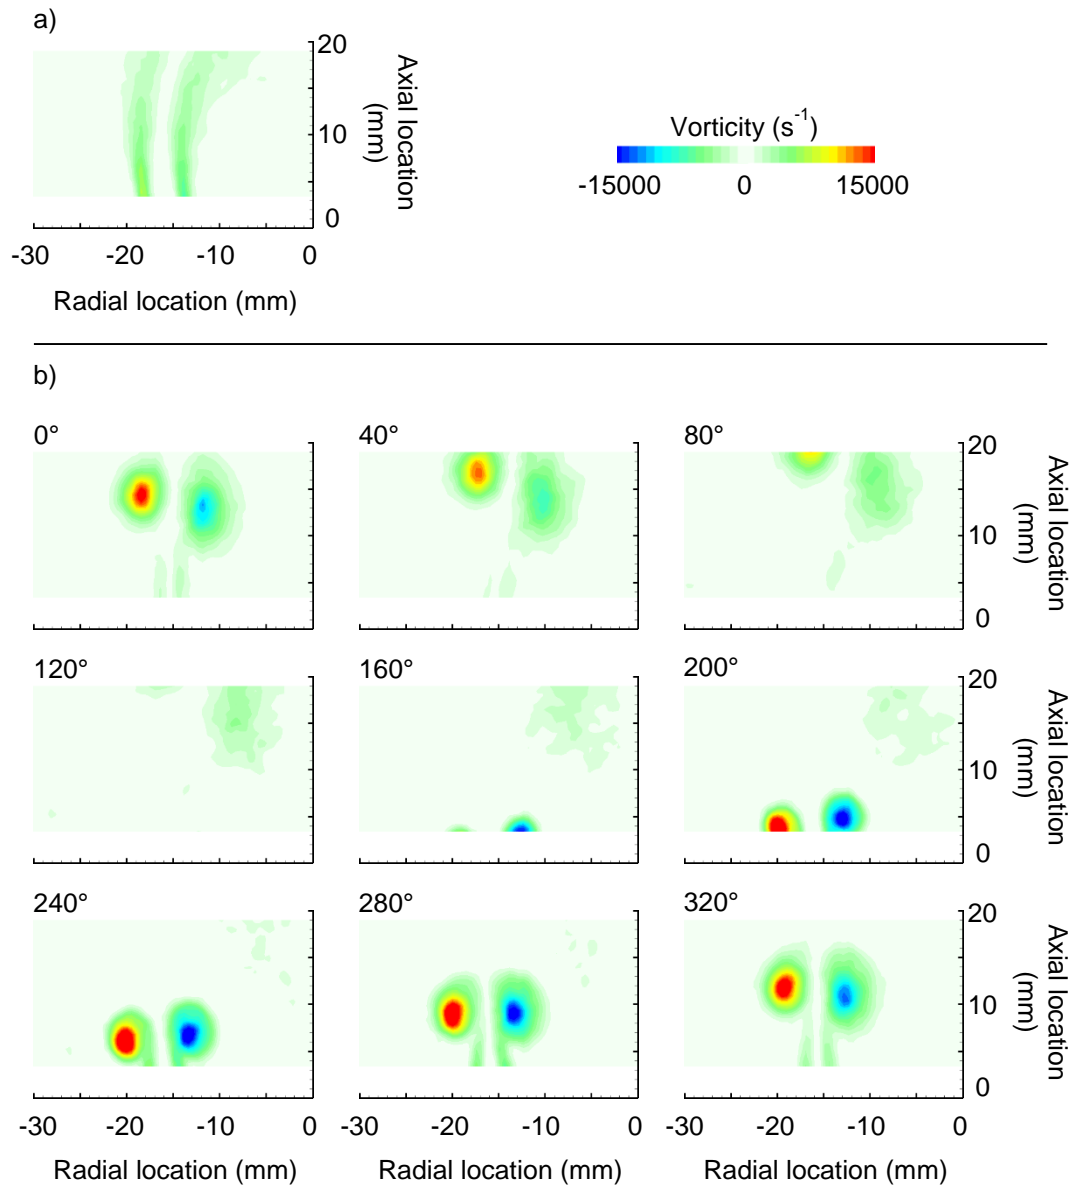 a)
20
10
0
Axial location
(mm)
-30 -20 -10 0
Radial location (mm)
Vorticity (s-1)
-15000 0 15000
b)
0° 40° 80°
20
10
0
Axial location
(mm)
120° 160° 200°
20
10
0
Axial location
(mm)
240° 280° 320°
20
10
0
Axial location
(mm)
-30 -20 -10 0 -30 -20 -10 0 -30 -20 -10 0
Radial location (mm) Radial location (mm) Radial location (mm)